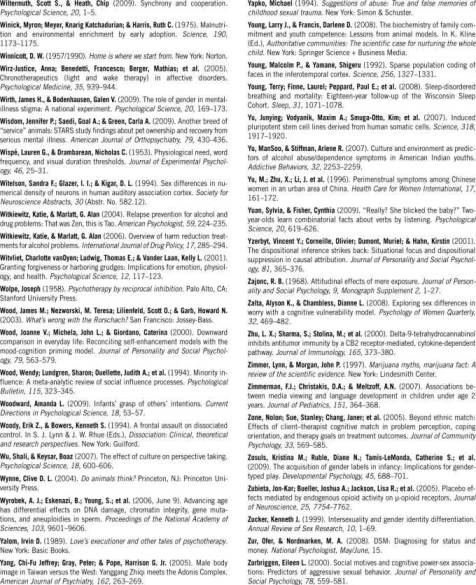 Wiltermuth, Scott S., & Heath, Chip (2009). Synchrony and cooperation.
Psychological Science, 20, 1–5.
Winick, Myron; Meyer, Knarig Katchadurian; & Harris, Ruth C. (1975). Malnutri-
tion and environmental enrichment by early adoption. Science, 190,
1173–1175.
Winnicott, D. W. (1957/1990). Home is where we start from. New York: Norton.
Wirz-Justice, Anna; Benedetti, Francesco; Berger, Mathias; et al. (2005).
Chronotherapeutics (light and wake therapy) in affective disorders.
Psychological Medicine, 35, 939–944.
Wirth, James H., & Bodenhausen, Galen V. (2009). The role of gender in mental-
illness stigma: A national experiment. Psychological Science, 20, 169–173.
Wisdom, Jennifer P.; Saedi, Goal A.; & Green, Carla A. (2009). Another breed of
"service" animals: STARS study findings about pet ownership and recovery from
serious mental illness. American Journal of Orthopsychiatry, 79, 430–436.
Wispé, Lauren G., & Drambarean, Nicholas C. (1953). Physiological need, word
frequency, and visual duration thresholds. Journal of Experimental Psychol-
ogy, 46, 25–31.
Witelson, Sandra F.; Glazer, I. I.; & Kigar, D. L. (1994). Sex differences in nu-
merical density of neurons in human auditory association cortex. Society for
Neuroscience Abstracts, 30 (Abstr. No. 582.12).
Witkiewitz, Katie, & Marlatt, G. Alan (2004). Relapse prevention for alcohol and
drug problems: That was Zen, this is Tao. American Psychologist, 59, 224–235.
Witkiewitz, Katie, & Marlatt, G. Alan (2006). Overview of harm reduction treat-
ments for alcohol problems. International Journal of Drug Policy, 17, 285–294.
Witvliet, Charlotte vanOyen; Ludwig, Thomas E.; & Vander Laan, Kelly L. (2001).
Granting forgiveness or harboring grudges: Implications for emotion, physiol-
ogy, and health. Psychological Science, 12, 117–123.
Wolpe, Joseph (1958). Psychotherapy by reciprocal inhibition. Palo Alto, CA:
Stanford University Press.
Wood, James M.; Nezworski, M. Teresa; Lilienfeld, Scott O.; & Garb, Howard N.
(2003). What's wrong with the Rorschach? San Francisco: Jossey-Bass.
Wood, Joanne V.; Michela, John L.; & Giordano, Caterina (2000). Downward
comparison in everyday life: Reconciling self-enhancement models with the
mood-cognition priming model. Journal of Personality and Social Psychol-
ogy, 79, 563–579.
Wood, Wendy; Lundgren, Sharon; Ouellette, Judith A.; et al. (1994). Minority in-
fluence: A meta-analytic review of social influence processes. Psychological
Bulletin, 115, 323–345.
Woodward, Amanda L. (2009). Infants' grasp of others' intentions. Current
Directions in Psychological Science, 18, 53–57.
Woody, Erik Z., & Bowers, Kenneth S. (1994). A frontal assault on dissociated
control. In S. J. Lynn & J. W. Rhue (Eds.), Dissociation: Clinical, theoretical
and research perspectives. New York: Guilford.
Wu, Shali, & Keysar, Boaz (2007). The effect of culture on perspective taking.
Psychological Science, 18, 600–606.
Wynne, Clive D. L. (2004). Do animals think? Princeton, NJ: Princeton Uni-
versity Press.
Wyrobek, A. J.; Eskenazi, B.; Young, S.; et al. (2006, June 9). Advancing age
has differential effects on DNA damage, chromatin integrity, gene muta-
tions, and aneuploidies in sperm. Proceedings of the National Academy of
Sciences, 103, 9601–9606.
Yalom, Irvin D. (1989). Love's executioner and other tales of psychotherapy.
New York: Basic Books.
Yang, Chi-Fu Jeffrey; Gray, Peter; & Pope, Harrison G. Jr. (2005). Male body
image in Taiwan versus the West: Yanggang Zhiqi meets the Adonis Complex.
American Journal of Psychiatry, 162, 263–269.
Yapko, Michael (1994). Suggestions of abuse: True and false memories of
childhood sexual trauma. New York: Simon & Schuster.
Young, Larry J., & Francis, Darlene D. (2008). The biochemistry of family com-
mitment and youth competence: Lessons from animal models. In K. Kline
(Ed.), Authoritative communities: The scientific case for nurturing the whole
child. New York: Springer Science + Business Media.
Young, Malcolm P., & Yamane, Shigeru (1992). Sparse population coding of
faces in the inferotemporal cortex. Science, 256, 1327–1331.
Young, Terry; Finne, Laurel; Peppard, Paul E.; et al. (2008). Sleep-disordered
breathing and mortality: Eighteen-year follow-up of the Wisconsin Sleep
Cohort. Sleep, 31, 1071–1078.
Yu, Junying; Vodyanik, Maxim A.; Smuga-Otto, Kim; et al. (2007). Induced
pluripotent stem cell lines derived from human somatic cells. Science, 318,
1917–1920.
Yu, ManSoo, & Stiffman, Arlene R. (2007). Culture and environment as predic-
tors of alcohol abuse/dependence symptoms in American Indian youths.
Addictive Behaviors, 32, 2253–2259.
Yu, M.; Zhu, X.; Li, J. et al. (1996). Perimenstrual symptoms among Chinese
women in an urban area of China. Health Care for Women International, 17,
161–172.
Yuan, Sylvia, & Fisher, Cynthia (2009). "Really? She blicked the baby?" Two-
year-olds learn combinatorial facts about verbs by listening. Psychological
Science, 20, 619–626.
Yzerbyt, Vincent Y.; Corneille, Olivier; Dumont, Muriel; & Hahn, Kirstin (2001).
The dispositional inference strikes back: Situational focus and dispositional
suppression in causal attribution. Journal of Personality and Social Psychol-
ogy, 81, 365–376.
Zajonc, R. B. (1968). Attitudinal effects of mere exposure. Journal of Person-
ality and Social Psychology, 9, Monograph Supplement 2, 1–27.
Zalta, Alyson K., & Chambless, Dianne L. (2008). Exploring sex differences in
worry with a cognitive vulnerability model. Psychology of Women Quarterly,
32, 469–482.
Zhu, L. X.; Sharma, S.; Stolina, M.; et al. (2000). Delta-9-tetrahydrocannabinol
inhibits antitumor immunity by a CB2 receptor-mediated, cytokine-dependent
pathway. Journal of Immunology, 165, 373–380.
Zimmer, Lynn, & Morgan, John P. (1997). Marijuana myths, marijuana fact: A
review of the scientific evidence. New York: Lindesmith Center.
Zimmerman, F.J.; Christakis, D.A.; & Meltzoff, A.N. (2007). Associations be-
tween media viewing and language development in children under age 2
years. Journal of Pediatrics, 151, 364–368.
Zane, Nolan; Sue, Stanley; Chang, Janer; et al. (2005). Beyond ethnic match:
Effects of client–therapist cognitive match in problem perception, coping
orientation, and therapy goals on treatment outcomes. Journal of Community
Psychology, 33, 569–585.
Zosuls, Kristina M.; Ruble, Diane N.; Tamis-LeMonda, Catherine S.; et al.
(2009). The acquisition of gender labels in infancy: Implications for gender-
typed play. Developmental Psychology, 45, 688–701.
Zubieta, Jon-Kar; Bueller, Joshua A.; Jackson, Lisa R.; et al. (2005). Placebo ef-
fects mediated by endogenous opioid activity on μ-opioid receptors. Journal
of Neuroscience, 25, 7754–7762.
Zucker, Kenneth J. (1999). Intersexuality and gender identity differentiation.
Annual Review of Sex Research, 10, 1–69.
Zur, Ofer, & Nordmarken, M. A. (2008). DSM: Diagnosing for status and
money. National Psychologist, May/June, 15.
Zurbriggen, Eileen L. (2000). Social motives and cognitive power-sex associa-
tions: Predictors of aggressive sexual behavior. Journal of Personality and
Social Psychology, 78, 559–581.